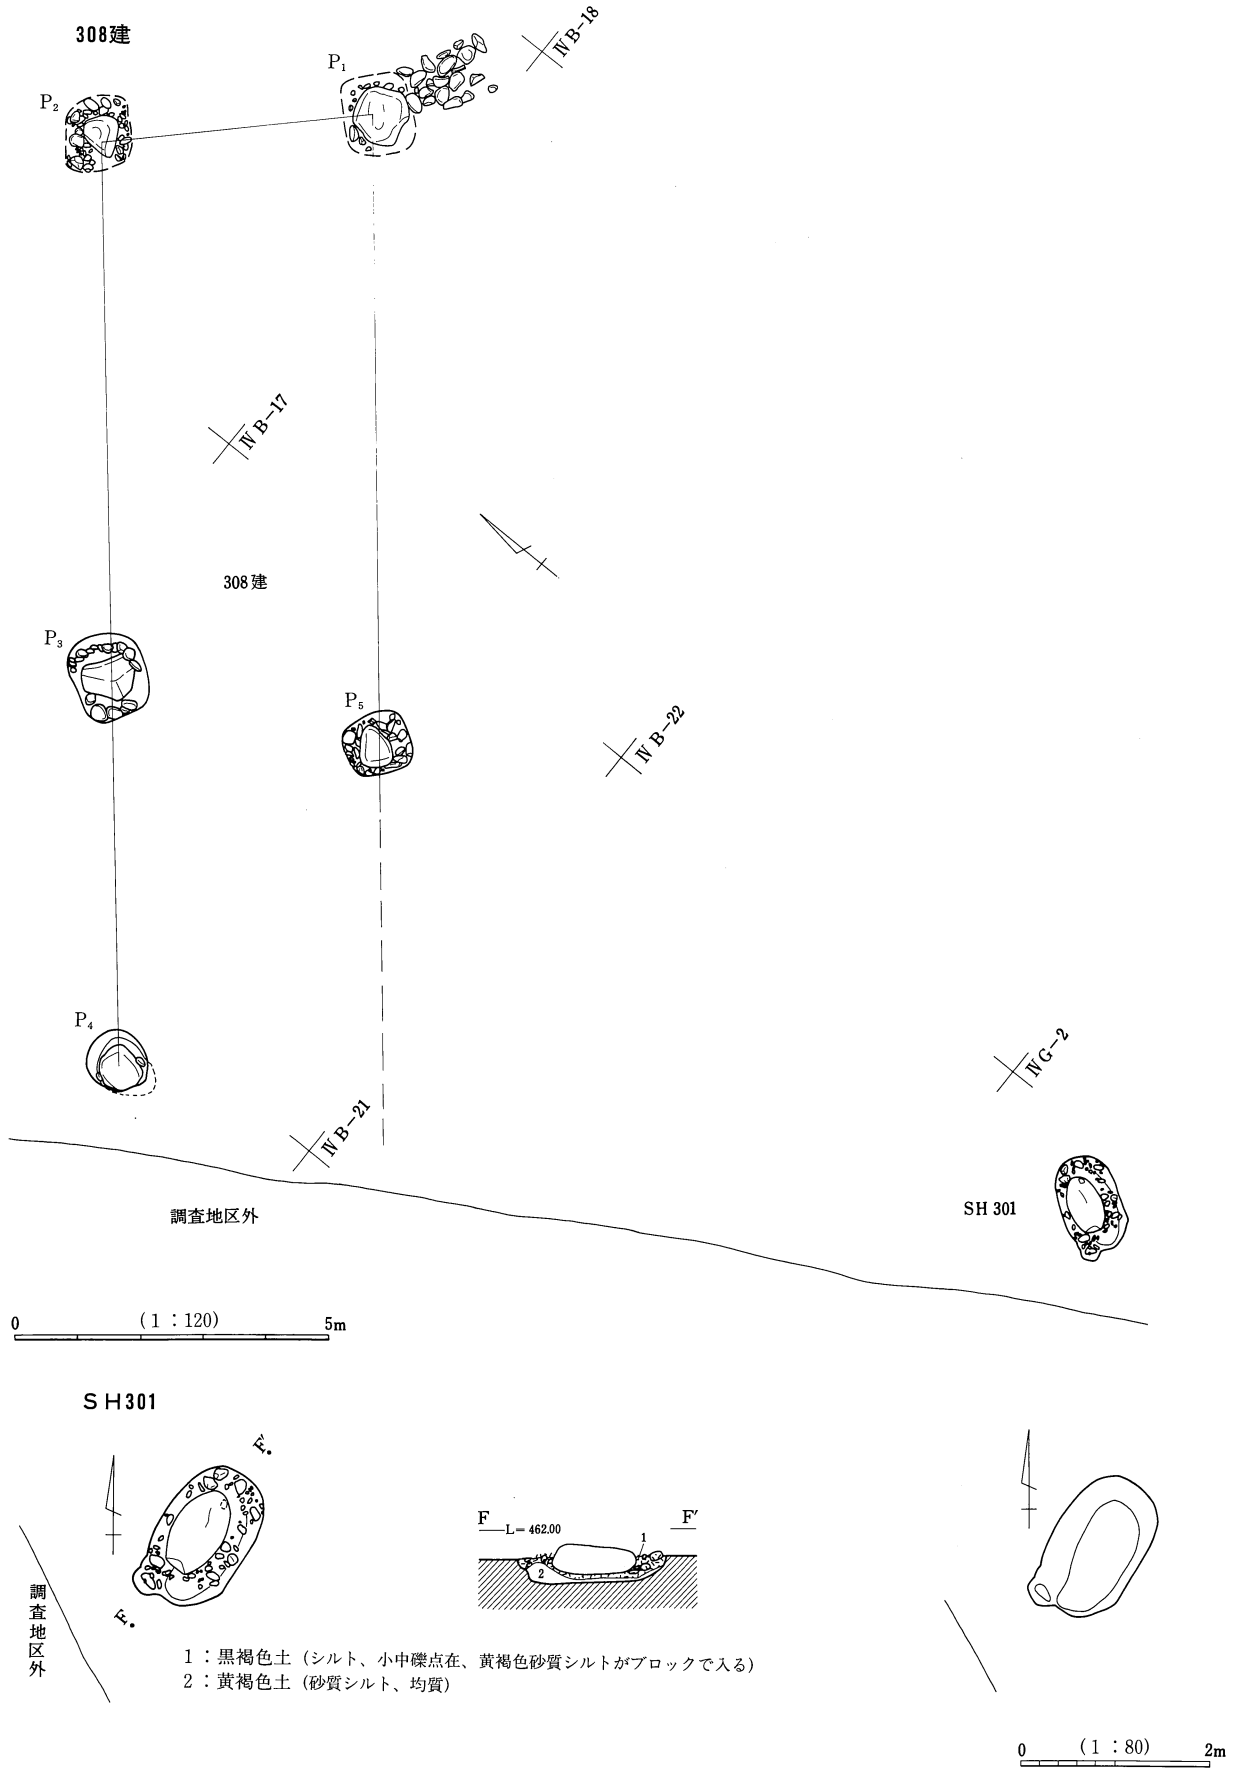 308建
P₁
ⅣB-18
P₂
ⅣB-17
308建
P₃
P₅
ⅣB-22
P₄
ⅣG-2
ⅣB-21
SH 301
調査地区外
0 (1:120) 5m
SH301
F′
F
F′
L=462.00
1
2
F
調査地区外
1:黒褐色土(シルト、小中礫点在、黄褐色砂質シルトがブロックで入る)
2:黄褐色土(砂質シルト、均質)
0 (1:80) 2m